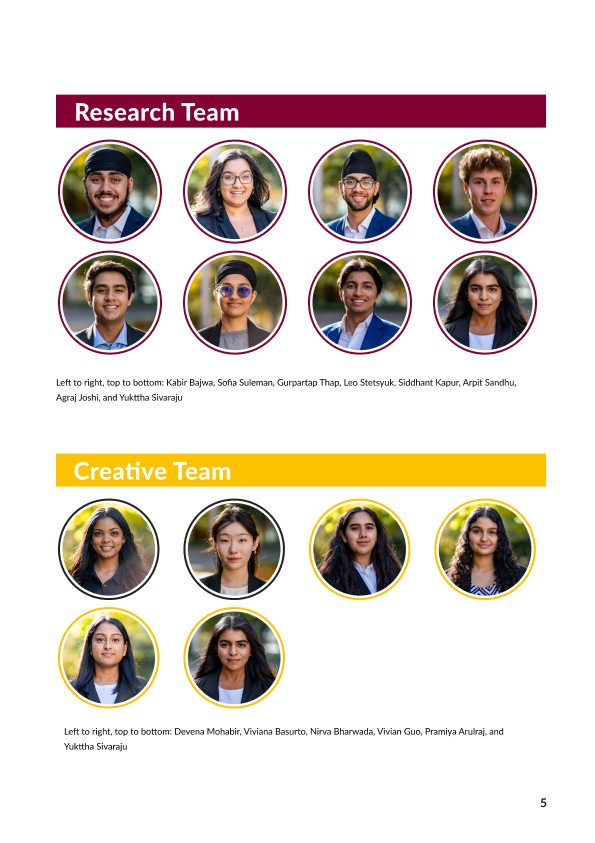 Research Team
Left to right, top to bottom: Kabir Bajwa, Sofia Suleman, Gurpartap Thap, Leo Stetsyuk, Siddhant Kapur, Arpit Sandhu,
Agraj Joshi, and Yukttha Sivaraju
Creative Team
Left to right, top to bottom: Devena Mohabir, Viviana Basurto, Nirva Bharwada, Vivian Guo, Pramiya Arulraj, and
Yukttha Sivaraju
5